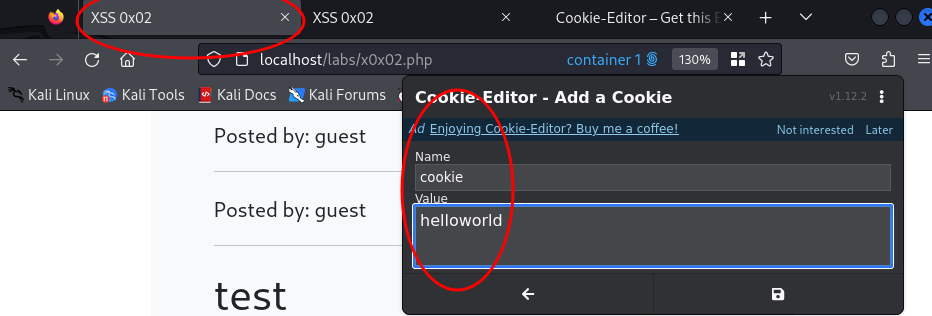 XSS 0x02
XSS 0x02
Cookie-Editor – Get this
localhost/labs/x0x02.php
container 1
130%
Kali Linux
Kali Tools
Kali Docs
Kali Forums
Cookie-Editor - Add a Cookie
v1.12.2
Ad Enjoying Cookie-Editor? Buy me a coffee!
Not interested
Later
Posted by: guest
Name
cookie
Value
helloworld
Posted by: guest
test